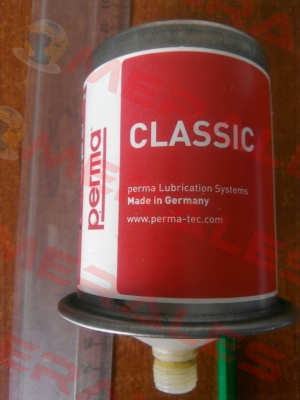 perma®
CLASSIC
perma Lubrication Systems
Made in Germany
www.perma-tec.com